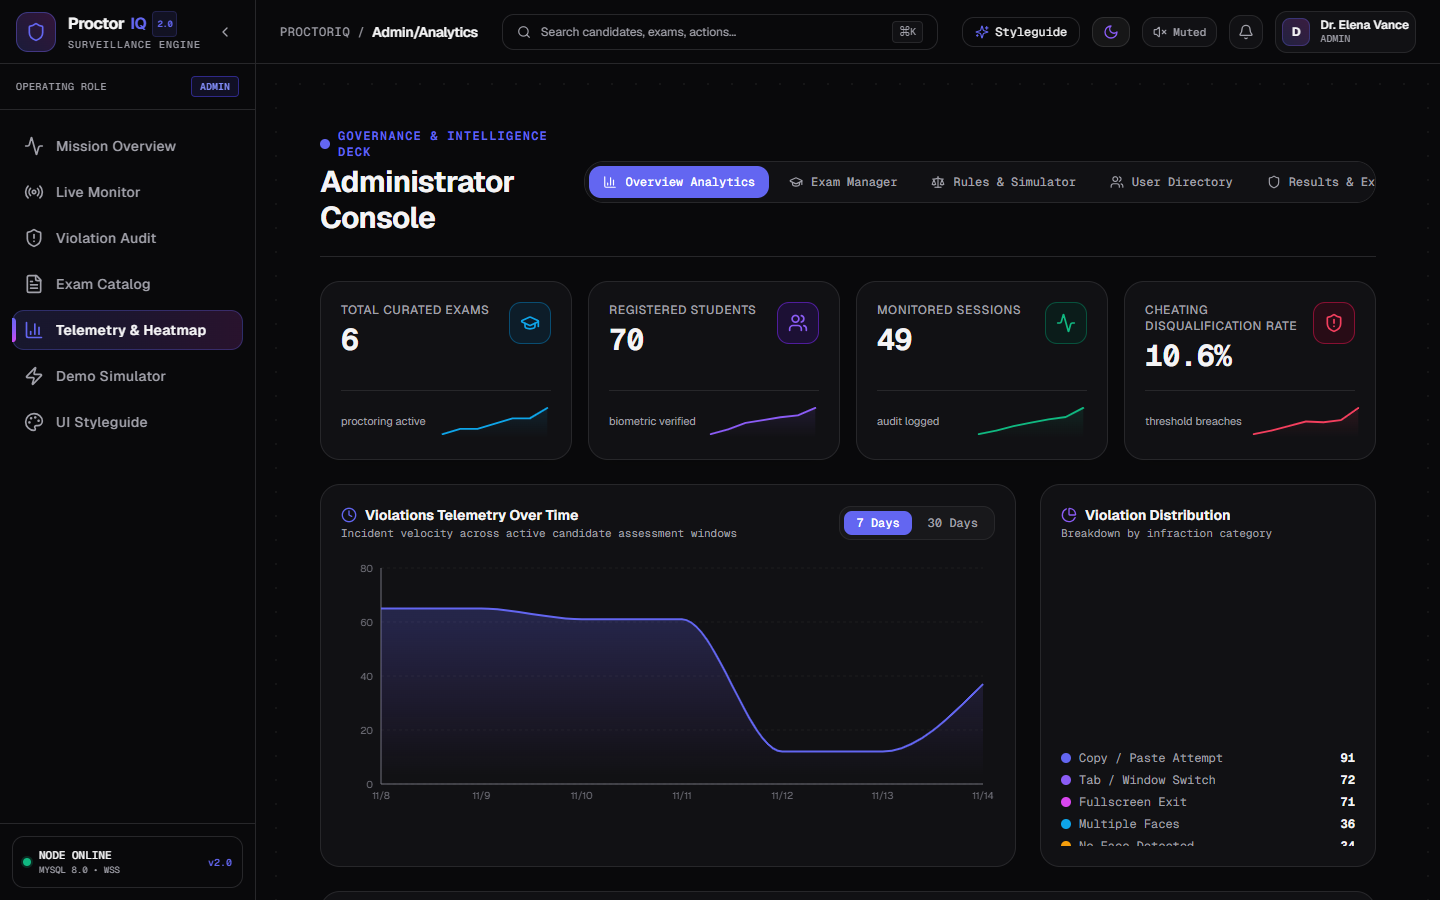 Proctor IQ 2.0
SURVEILLANCE ENGINE
PROCTORIQ / Admin/Analytics
Search candidates, exams, actions...
⌘K
Styleguide
Muted
D
Dr. Elena Vance
ADMIN
OPERATING ROLE
ADMIN
Mission Overview
Live Monitor
Violation Audit
Exam Catalog
Telemetry & Heatmap
Demo Simulator
UI Styleguide
NODE ONLINE
MYSQL 8.0 • WSS
v2.0
GOVERNANCE & INTELLIGENCE
DECK
Administrator
Console
Overview Analytics
Exam Manager
Rules & Simulator
User Directory
Results & Ex
TOTAL CURATED EXAMS
6
proctoring active
REGISTERED STUDENTS
70
biometric verified
MONITORED SESSIONS
49
audit logged
CHEATING
DISQUALIFICATION RATE
10.6%
threshold breaches
Violations Telemetry Over Time
Incident velocity across active candidate assessment windows
7 Days
30 Days
80
60
40
20
0
11/8
11/9
11/10
11/11
11/12
11/13
11/14
Violation Distribution
Breakdown by infraction category
Copy / Paste Attempt 91
Tab / Window Switch 72
Fullscreen Exit 71
Multiple Faces 36
No Face Detected 34